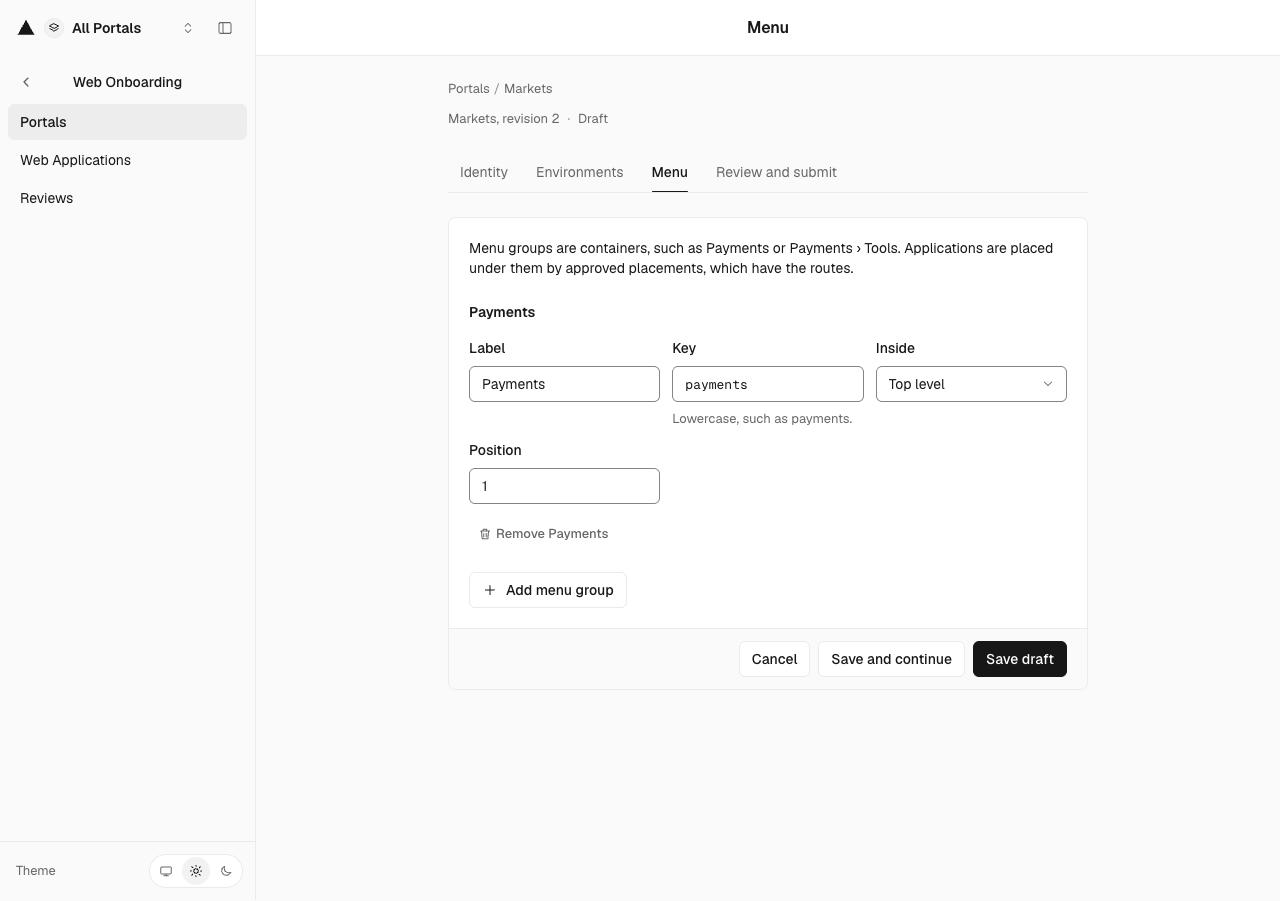 All Portals
Menu
Web Onboarding
Portals
Web Applications
Reviews
Portals / Markets
Markets, revision 2 · Draft
Identity Environments Menu Review and submit
Menu groups are containers, such as Payments or Payments › Tools. Applications are placed
under them by approved placements, which have the routes.
Payments
Label Key Inside
Payments payments Top level
Lowercase, such as payments.
Position
1
Remove Payments
Add menu group
Cancel Save and continue Save draft
Theme